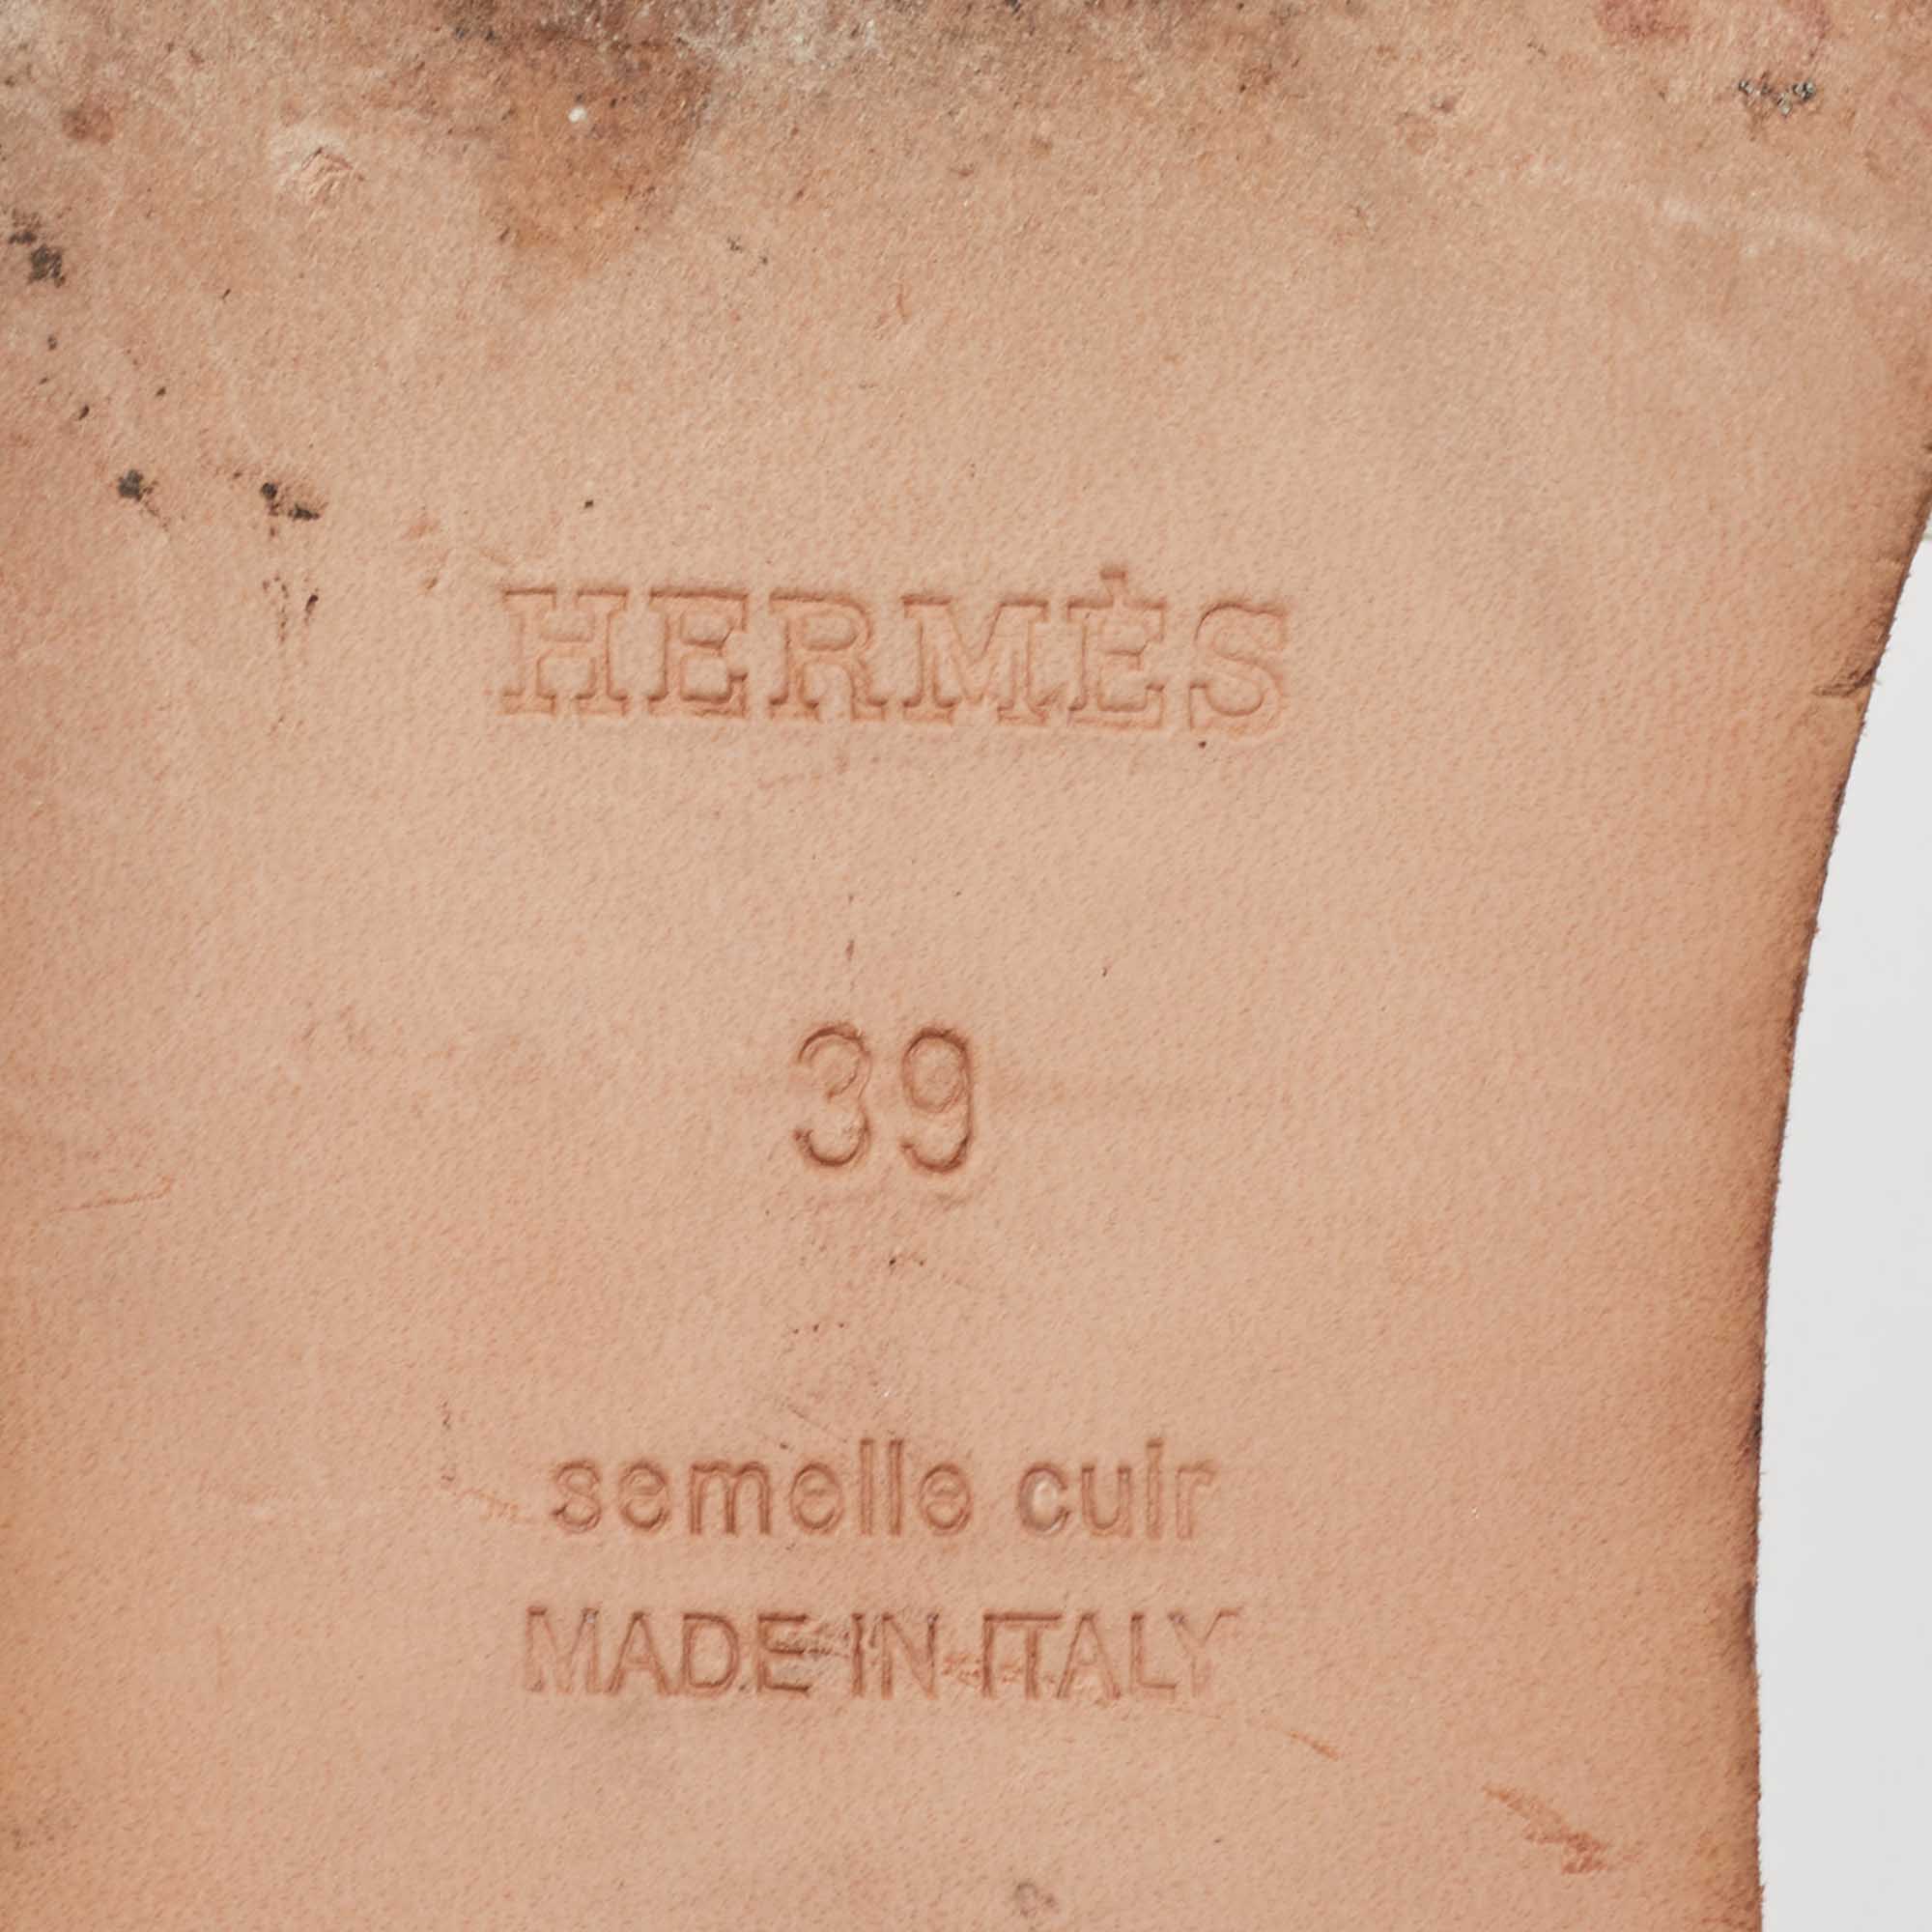 HERMÈS
39
semelle cuir
MADE IN ITALY